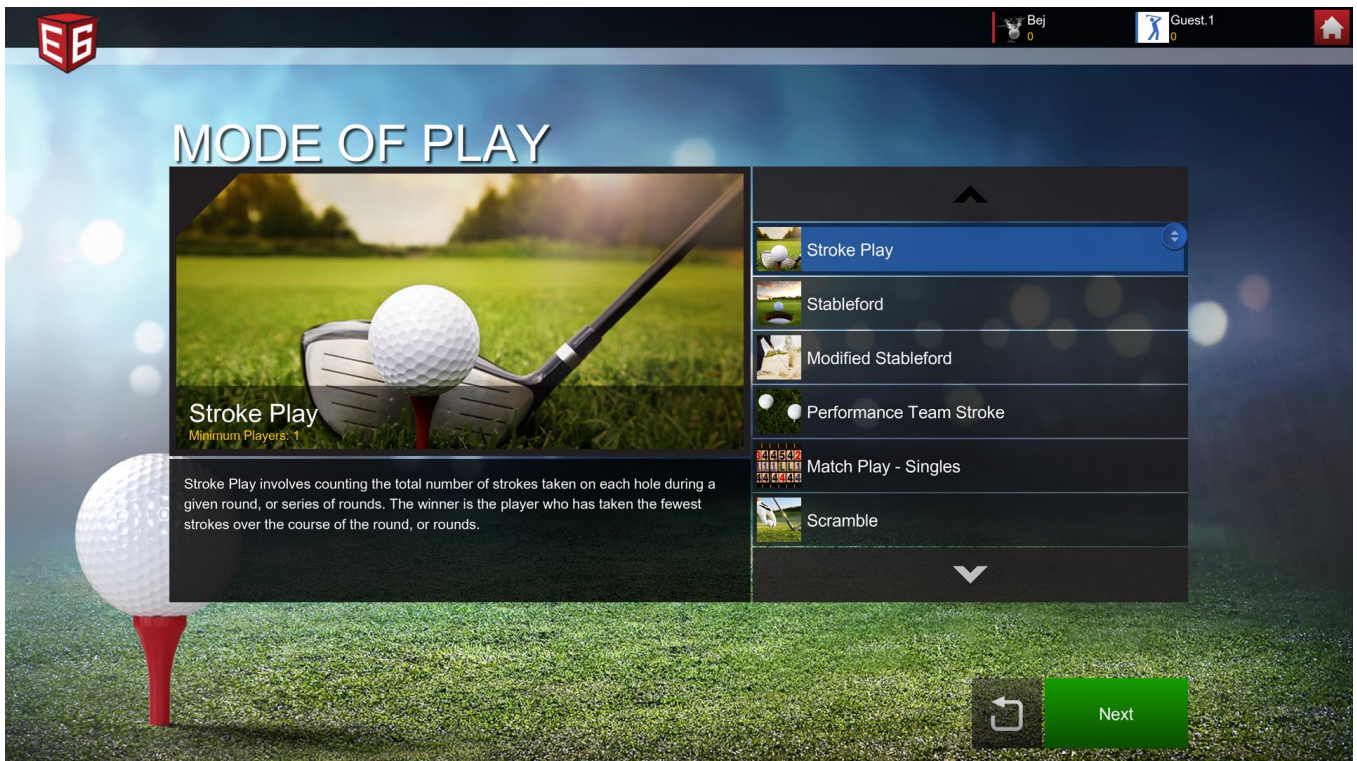 E6
Bej
0
Guest.1
0
MODE OF PLAY
Stroke Play
Minimum Players: 1
Stroke Play involves counting the total number of strokes taken on each hole during a
given round, or series of rounds. The winner is the player who has taken the fewest
strokes over the course of the round, or rounds.
Stroke Play
Stableford
Modified Stableford
Performance Team Stroke
Match Play - Singles
Scramble
Next